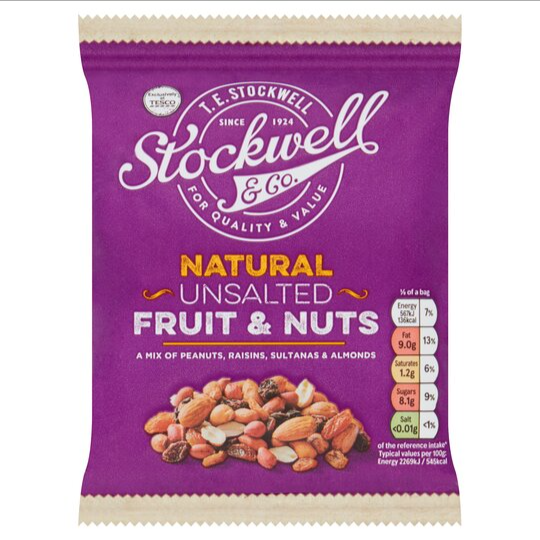 Exclusively at
TESCO
T. E. STOCKWELL
SINCE 1924
Stockwell
& Co.
FOR QUALITY & VALUE
NATURAL
UNSALTED
FRUIT & NUTS
A MIX OF PEANUTS, RAISINS, SULTANAS & ALMONDS
¼ of a bag
Energy
567kJ
136kcal
7%
Fat
9.0g
13%
Saturates
1.2g
6%
Sugars
8.1g
9%
Salt
<0.01g
<1%
of the reference intake*
Typical values per 100g:
Energy 2269kJ / 545kcal